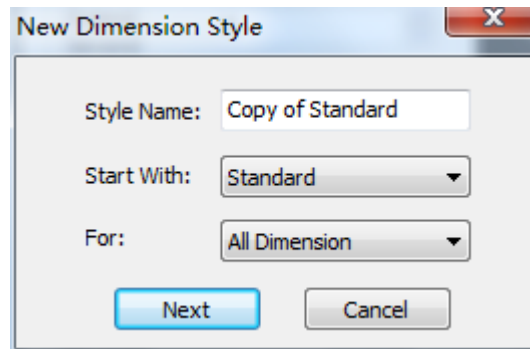 New Dimension Style
Style Name: Copy of Standard
Start With: Standard
For: All Dimension
Next Cancel